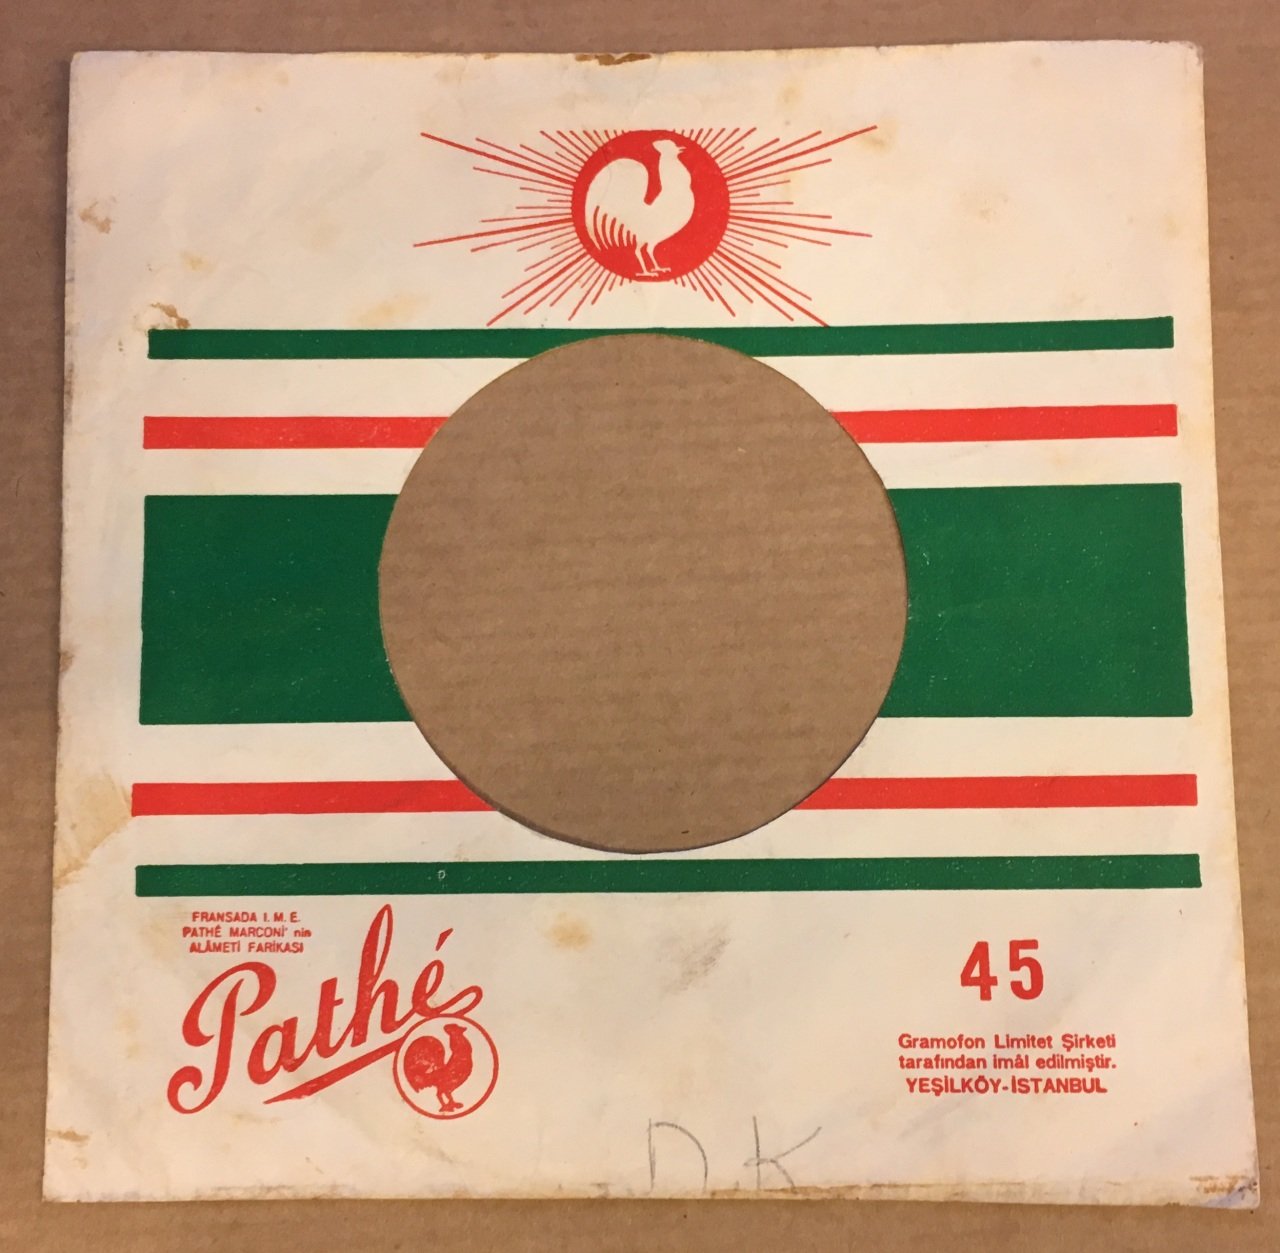 FRANSADA I. M. E.
PATHÉ MARCONİ' nin
ALÂMETİ FARİKASI
Pathé
45
Gramofon Limitet Şirketi
tarafından imâl edilmiştir.
YEŞİLKÖY-İSTANBUL
D.K